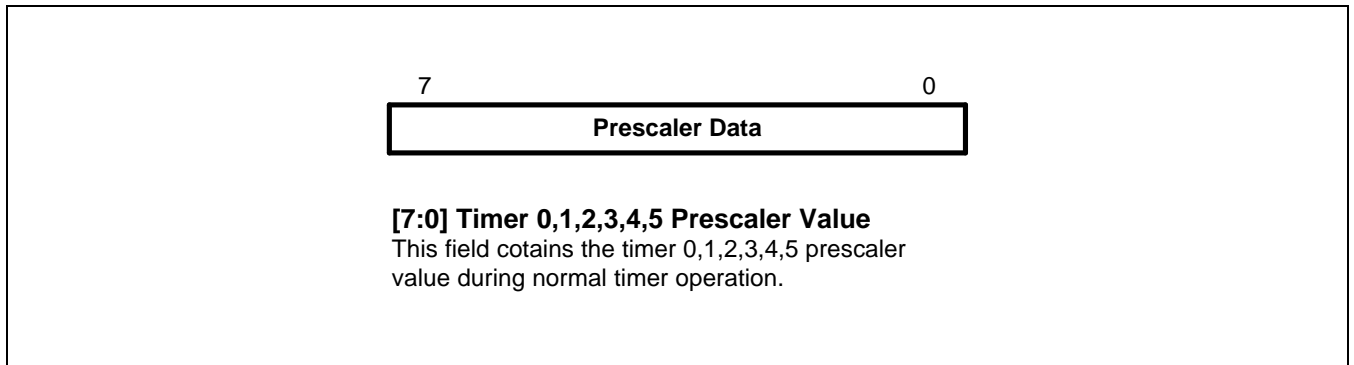 7 0
Prescaler Data
[7:0] Timer 0,1,2,3,4,5 Prescaler Value
This field cotains the timer 0,1,2,3,4,5 prescaler
value during normal timer operation.